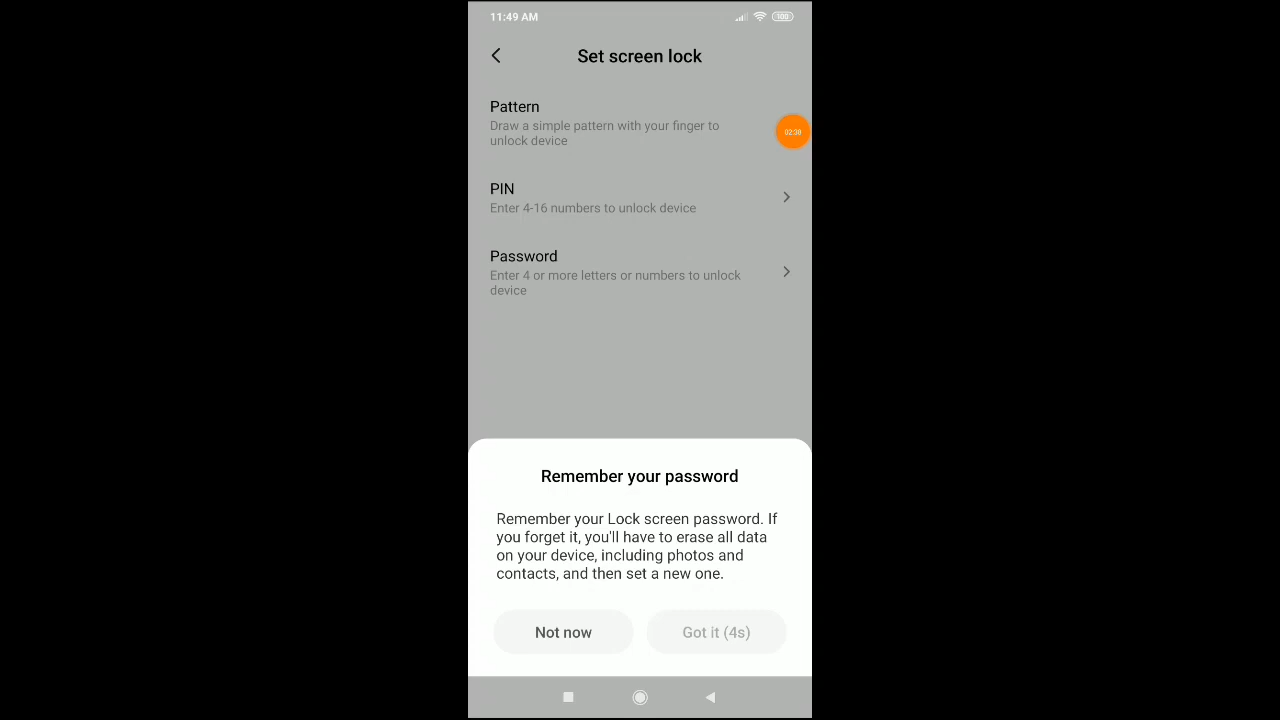 11:49 AM
100
Set screen lock
Pattern
Draw a simple pattern with your finger to
unlock device
02:30
PIN
Enter 4-16 numbers to unlock device
Password
Enter 4 or more letters or numbers to unlock
device
Remember your password
Remember your Lock screen password. If
you forget it, you'll have to erase all data
on your device, including photos and
contacts, and then set a new one.
Not now
Got it (4s)